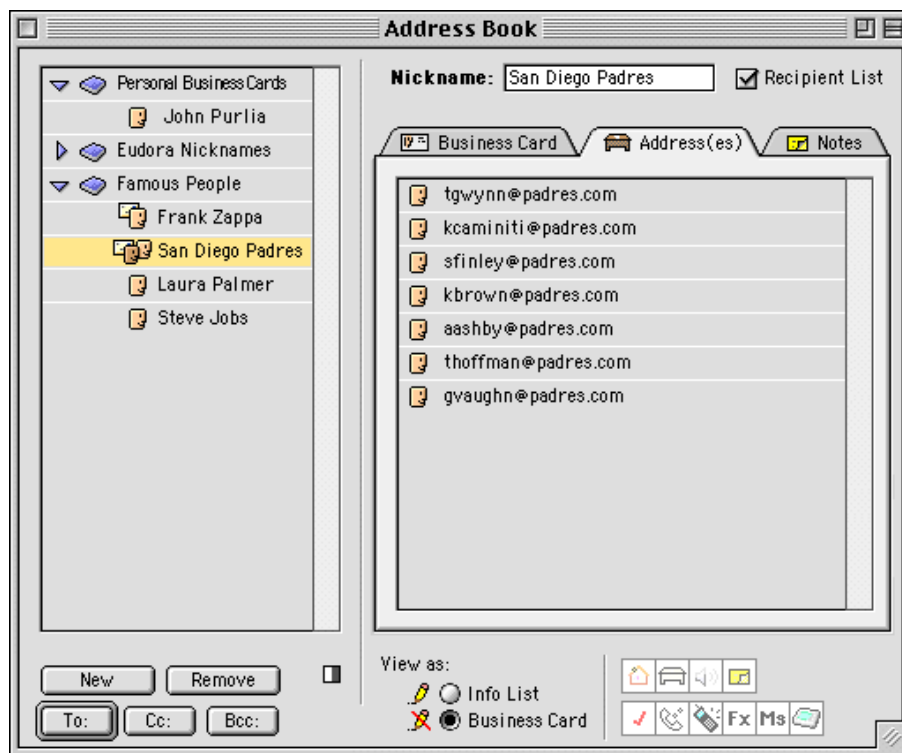 Address Book
Personal Business Cards
John Purlia
Eudora Nicknames
Famous People
Frank Zappa
San Diego Padres
Laura Palmer
Steve Jobs
New Remove
To: Cc: Bcc:
Nickname: San Diego Padres Recipient List
Business Card Address(es) Notes
tgwynn@padres.com
kcaminiti@padres.com
sfinley@padres.com
kbrown@padres.com
aashby@padres.com
thoffman@padres.com
gvaughn@padres.com
View as:
Info List
Business Card
Fx Ms